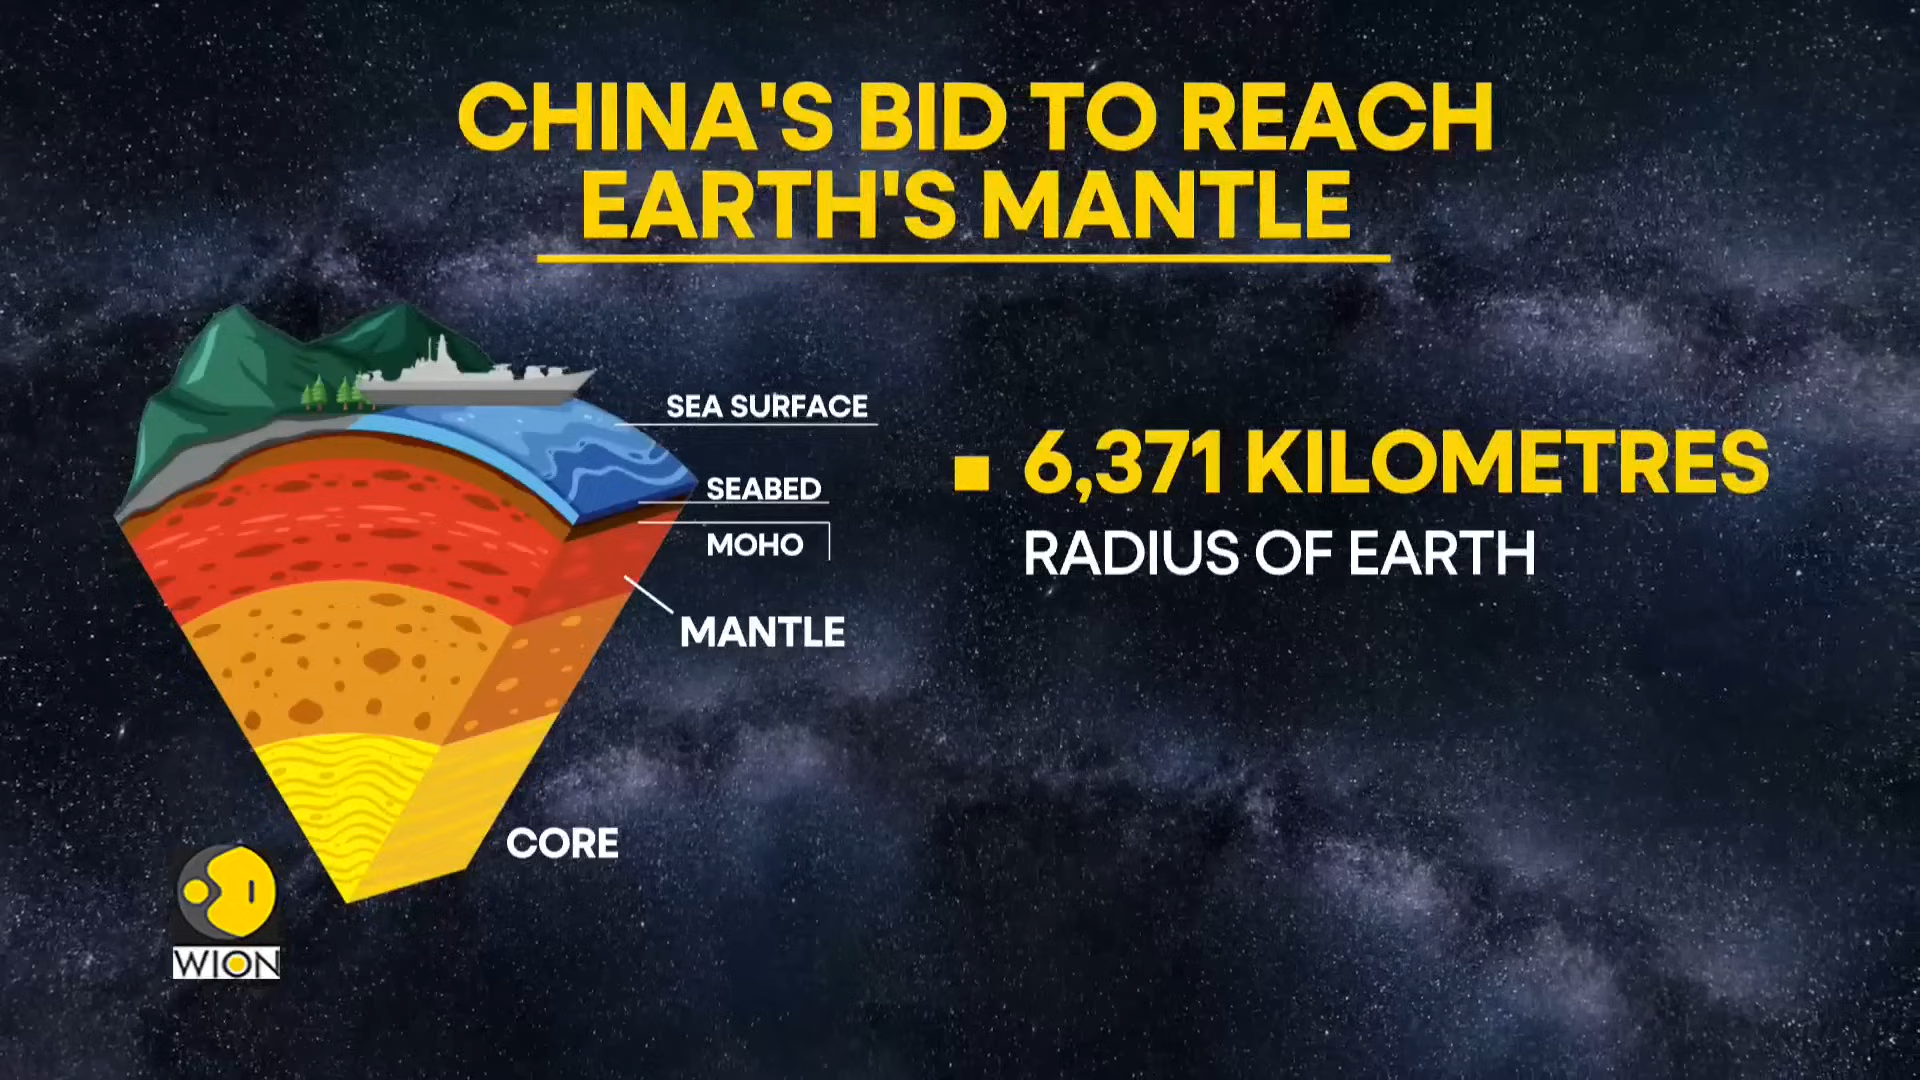 CHINA'S BID TO REACH
EARTH'S MANTLE
SEA SURFACE
SEABED
MOHO
MANTLE
CORE
6,371 KILOMETRES
RADIUS OF EARTH
WION